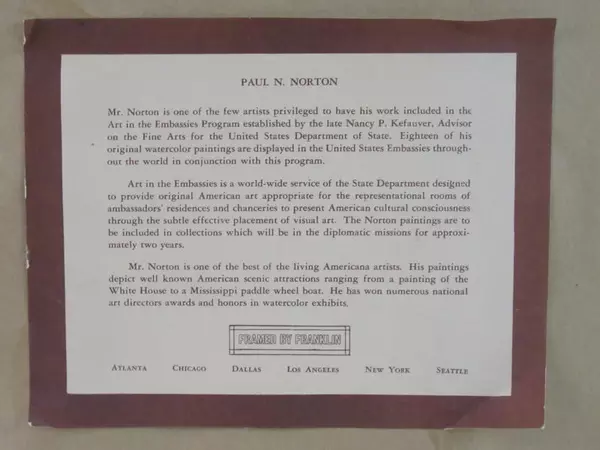 PAUL N. NORTON
Mr. Norton is one of the few artists privileged to have his work included in the
Art in the Embassies Program established by the late Nancy P. Kefauver, Advisor
on the Fine Arts for the United States Department of State. Eighteen of his
original watercolor paintings are displayed in the United States Embassies through-
out the world in conjunction with this program.
Art in the Embassies is a world-wide service of the State Department designed
to provide original American art appropriate for the representational rooms of
ambassadors' residences and chanceries to present American cultural consciousness
through the subtle effective placement of visual art. The Norton paintings are to
be included in collections which will be in the diplomatic missions for approxi-
mately two years.
Mr. Norton is one of the best of the living Americana artists. His paintings
depict well known American scenic attractions ranging from a painting of the
White House to a Mississippi paddle wheel boat. He has won numerous national
art directors awards and honors in watercolor exhibits.
FRAMED BY FRANKLIN
ATLANTA CHICAGO DALLAS LOS ANGELES NEW YORK SEATTLE